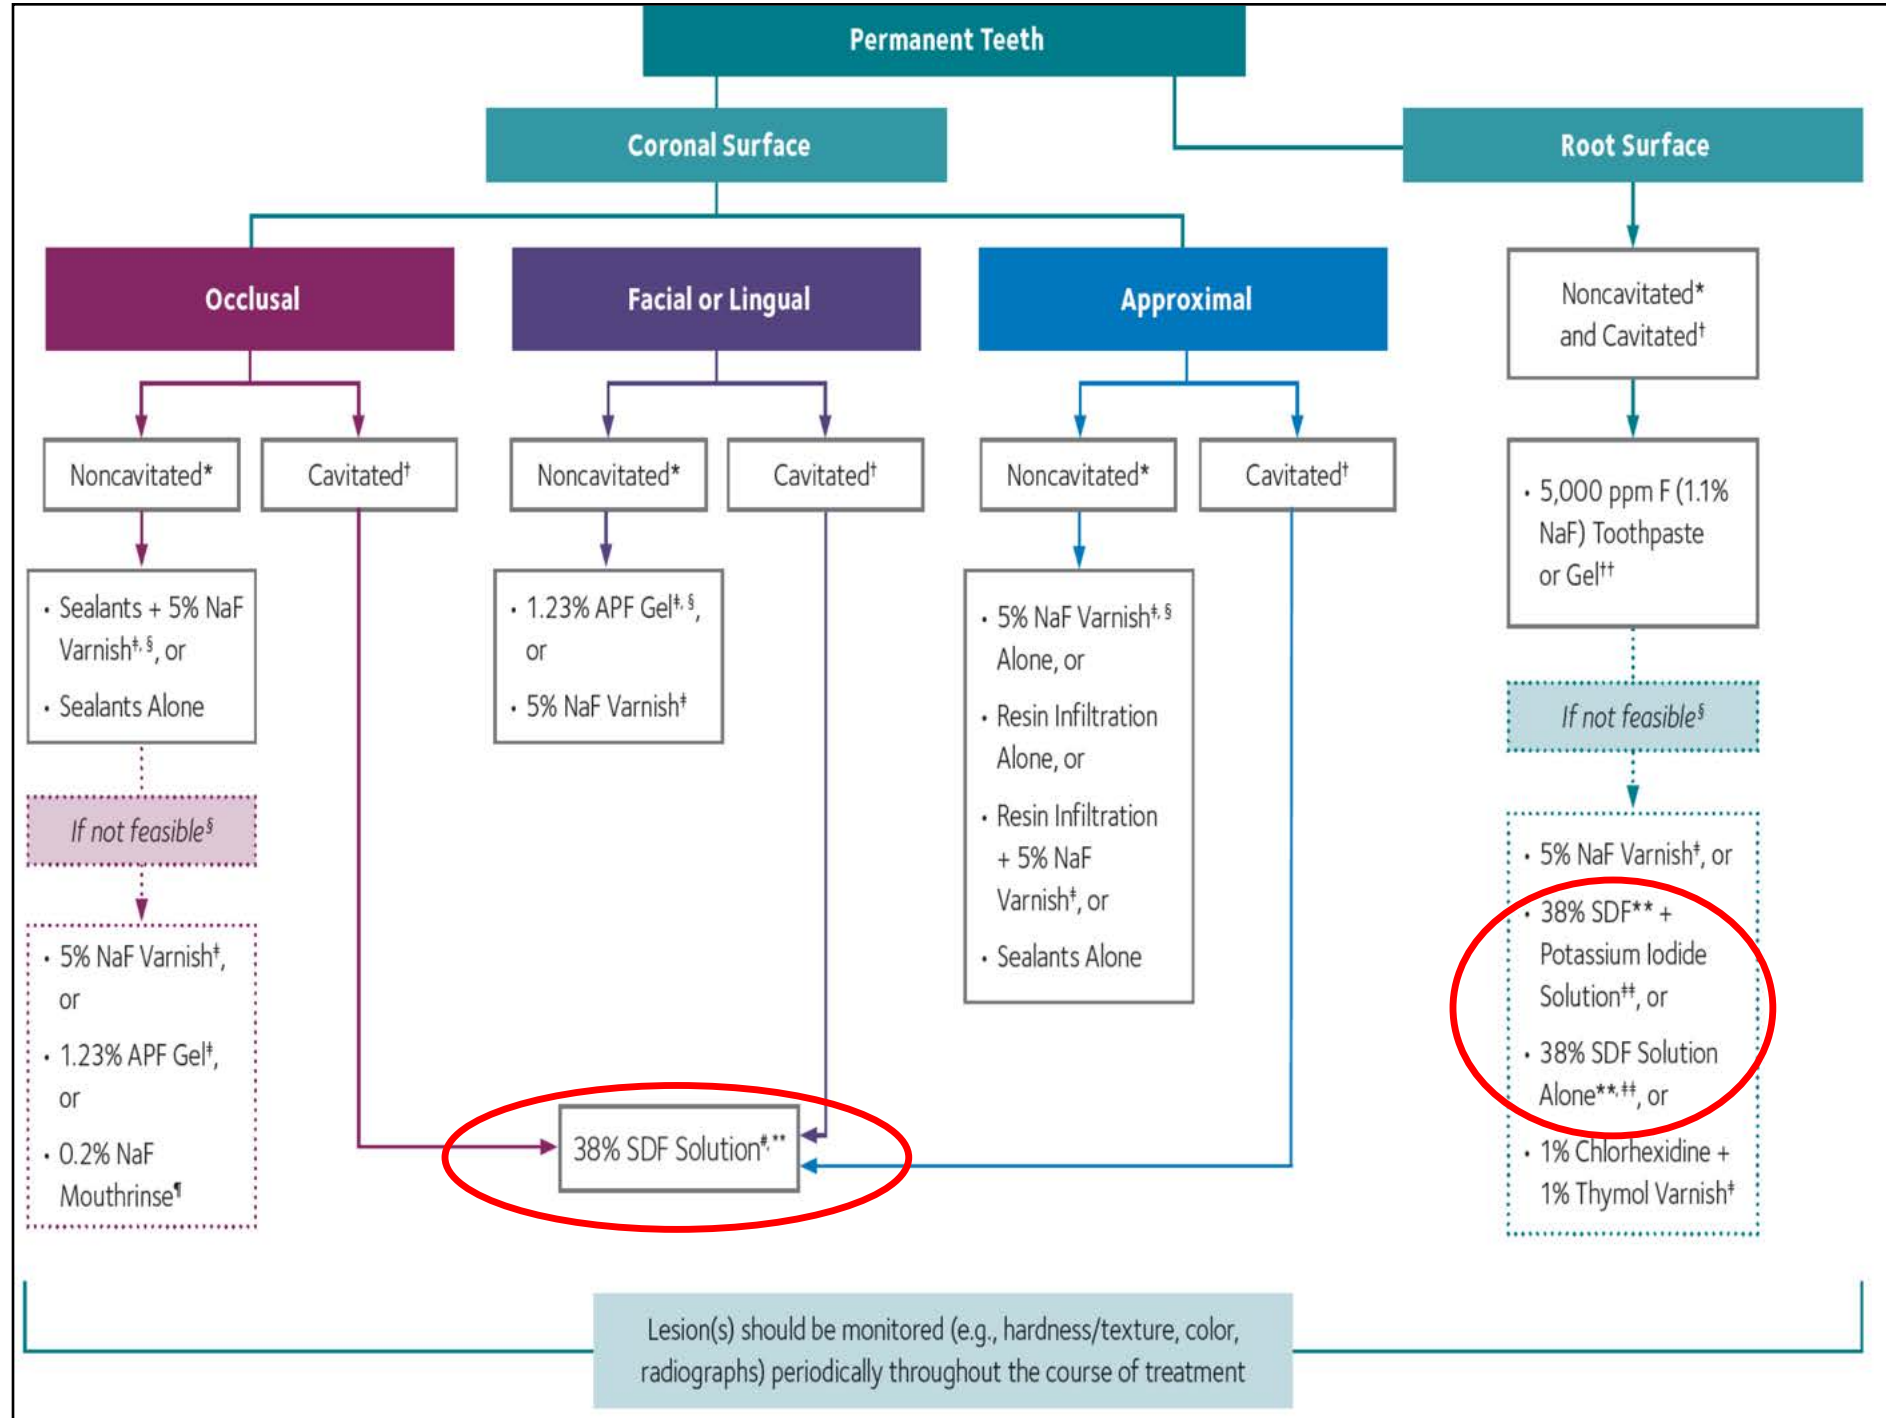 Permanent Teeth
Coronal Surface
Root Surface
Occlusal
Facial or Lingual
Approximal
Noncavitated*
and Cavitated†
Noncavitated*
Cavitated†
Noncavitated*
Cavitated†
Noncavitated*
Cavitated†
• 5,000 ppm F (1.1%
NaF) Toothpaste
or Gel††
• Sealants + 5% NaF
Varnish‡, §, or
• Sealants Alone
• 1.23% APF Gel‡, §,
or
• 5% NaF Varnish‡
• 5% NaF Varnish‡, §
Alone, or
• Resin Infiltration
Alone, or
• Resin Infiltration
+ 5% NaF
Varnish‡, or
• Sealants Alone
If not feasible§
If not feasible§
• 5% NaF Varnish‡,
or
• 1.23% APF Gel‡,
or
• 0.2% NaF
Mouthrinse¶
38% SDF Solution#,**
• 5% NaF Varnish‡, or
• 38% SDF** +
Potassium Iodide
Solution‡‡, or
• 38% SDF Solution
Alone**,‡‡, or
• 1% Chlorhexidine +
1% Thymol Varnish‡
Lesion(s) should be monitored (e.g., hardness/texture, color,
radiographs) periodically throughout the course of treatment